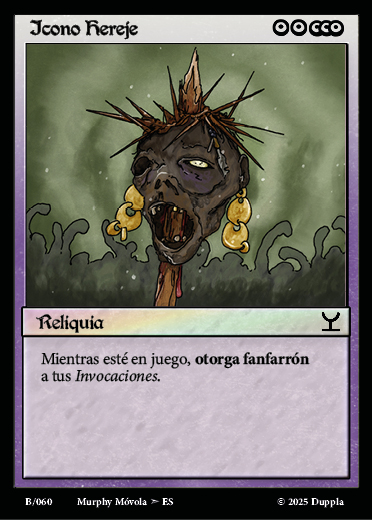 Icono Hereje
Reliquia
Mientras esté en juego, otorga fanfarrón
a tus Invocaciones.
B/060 Murphy Móvola ➣ ES © 2025 Duppla